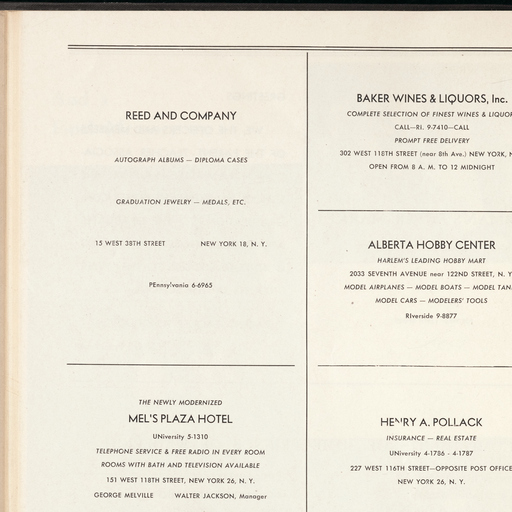 REED AND COMPANY
AUTOGRAPH ALBUMS — DIPLOMA CASES
GRADUATION JEWELRY — MEDALS, ETC.
15 WEST 38TH STREET NEW YORK 18, N. Y.
PEnnsylvania 6-6965
THE NEWLY MODERNIZED
MEL'S PLAZA HOTEL
UNiversity 5-1310
TELEPHONE SERVICE & FREE RADIO IN EVERY ROOM
ROOMS WITH BATH AND TELEVISION AVAILABLE
151 WEST 118TH STREET, NEW YORK 26, N. Y.
GEORGE MELVILLE WALTER JACKSON, Manager
BAKER WINES & LIQUORS, Inc.
COMPLETE SELECTION OF FINEST WINES & LIQUOR
CALL—RI. 9-7410—CALL
PROMPT FREE DELIVERY
302 WEST 118TH STREET (near 8th Ave.) NEW YORK, N
OPEN FROM 8 A. M. TO 12 MIDNIGHT
ALBERTA HOBBY CENTER
HARLEM'S LEADING HOBBY MART
2033 SEVENTH AVENUE near 122ND STREET, N. Y
MODEL AIRPLANES — MODEL BOATS — MODEL TAN
MODEL CARS — MODELERS' TOOLS
RIverside 9-8877
HENRY A. POLLACK
INSURANCE — REAL ESTATE
UNiversity 4-1786 - 4-1787
227 WEST 116TH STREET—OPPOSITE POST OFFICE
NEW YORK 26, N. Y.